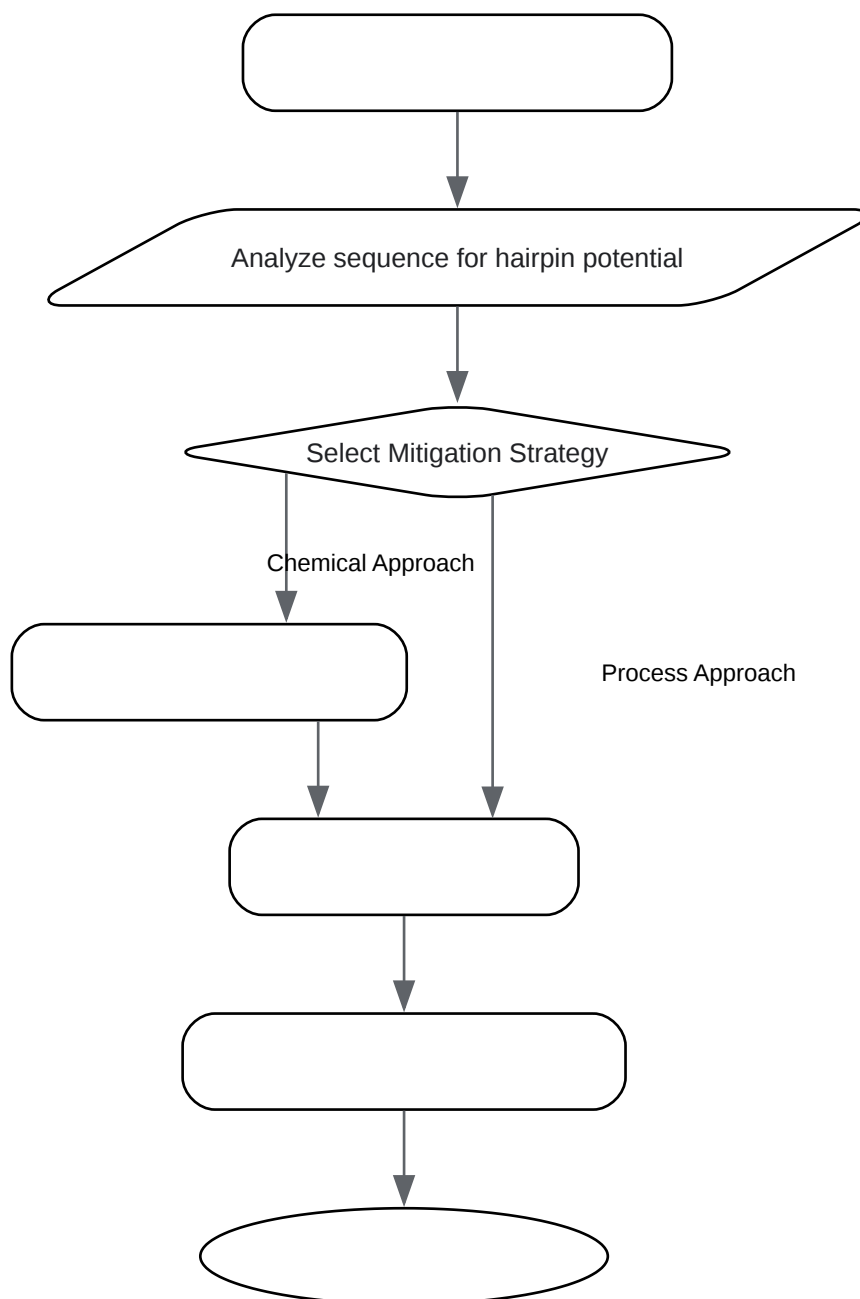 Analyze sequence for hairpin potential
Select Mitigation Strategy
Chemical Approach
Process Approach